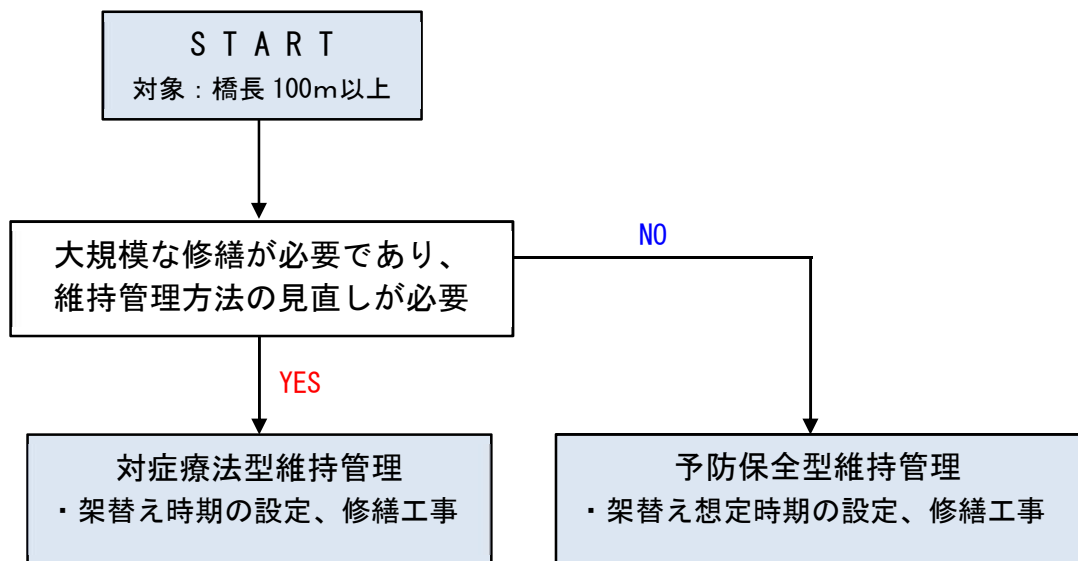 START
対象：橋長100ｍ以上
大規模な修繕が必要であり、
維持管理方法の見直しが必要
NO
YES
対症療法型維持管理
・架替え時期の設定、修繕工事
予防保全型維持管理
・架替え想定時期の設定、修繕工事